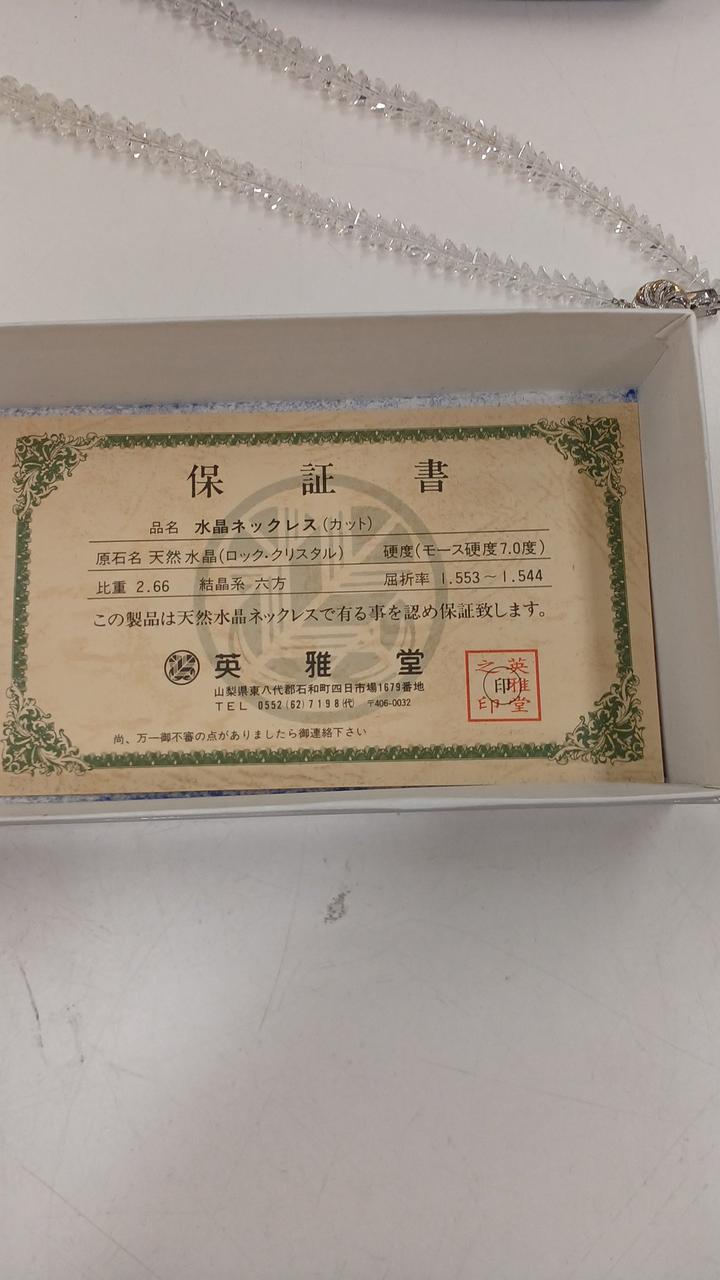 保証書
品名 水晶ネックレス(カット)
原石名 天然水晶(ロック・クリスタル) 硬度(モース硬度7.0度)
比重 2.66 結晶系 六方 屈折率 1.553～1.544
この製品は天然水晶ネックレスで有る事を認め保証致します。
英雅堂
山梨県東八代郡石和町四日市場1679番地
TEL 0552(62)7198㈹ 〒406-0032
英雅堂之印
印
尚、万一御不審の点がありましたら御連絡下さい